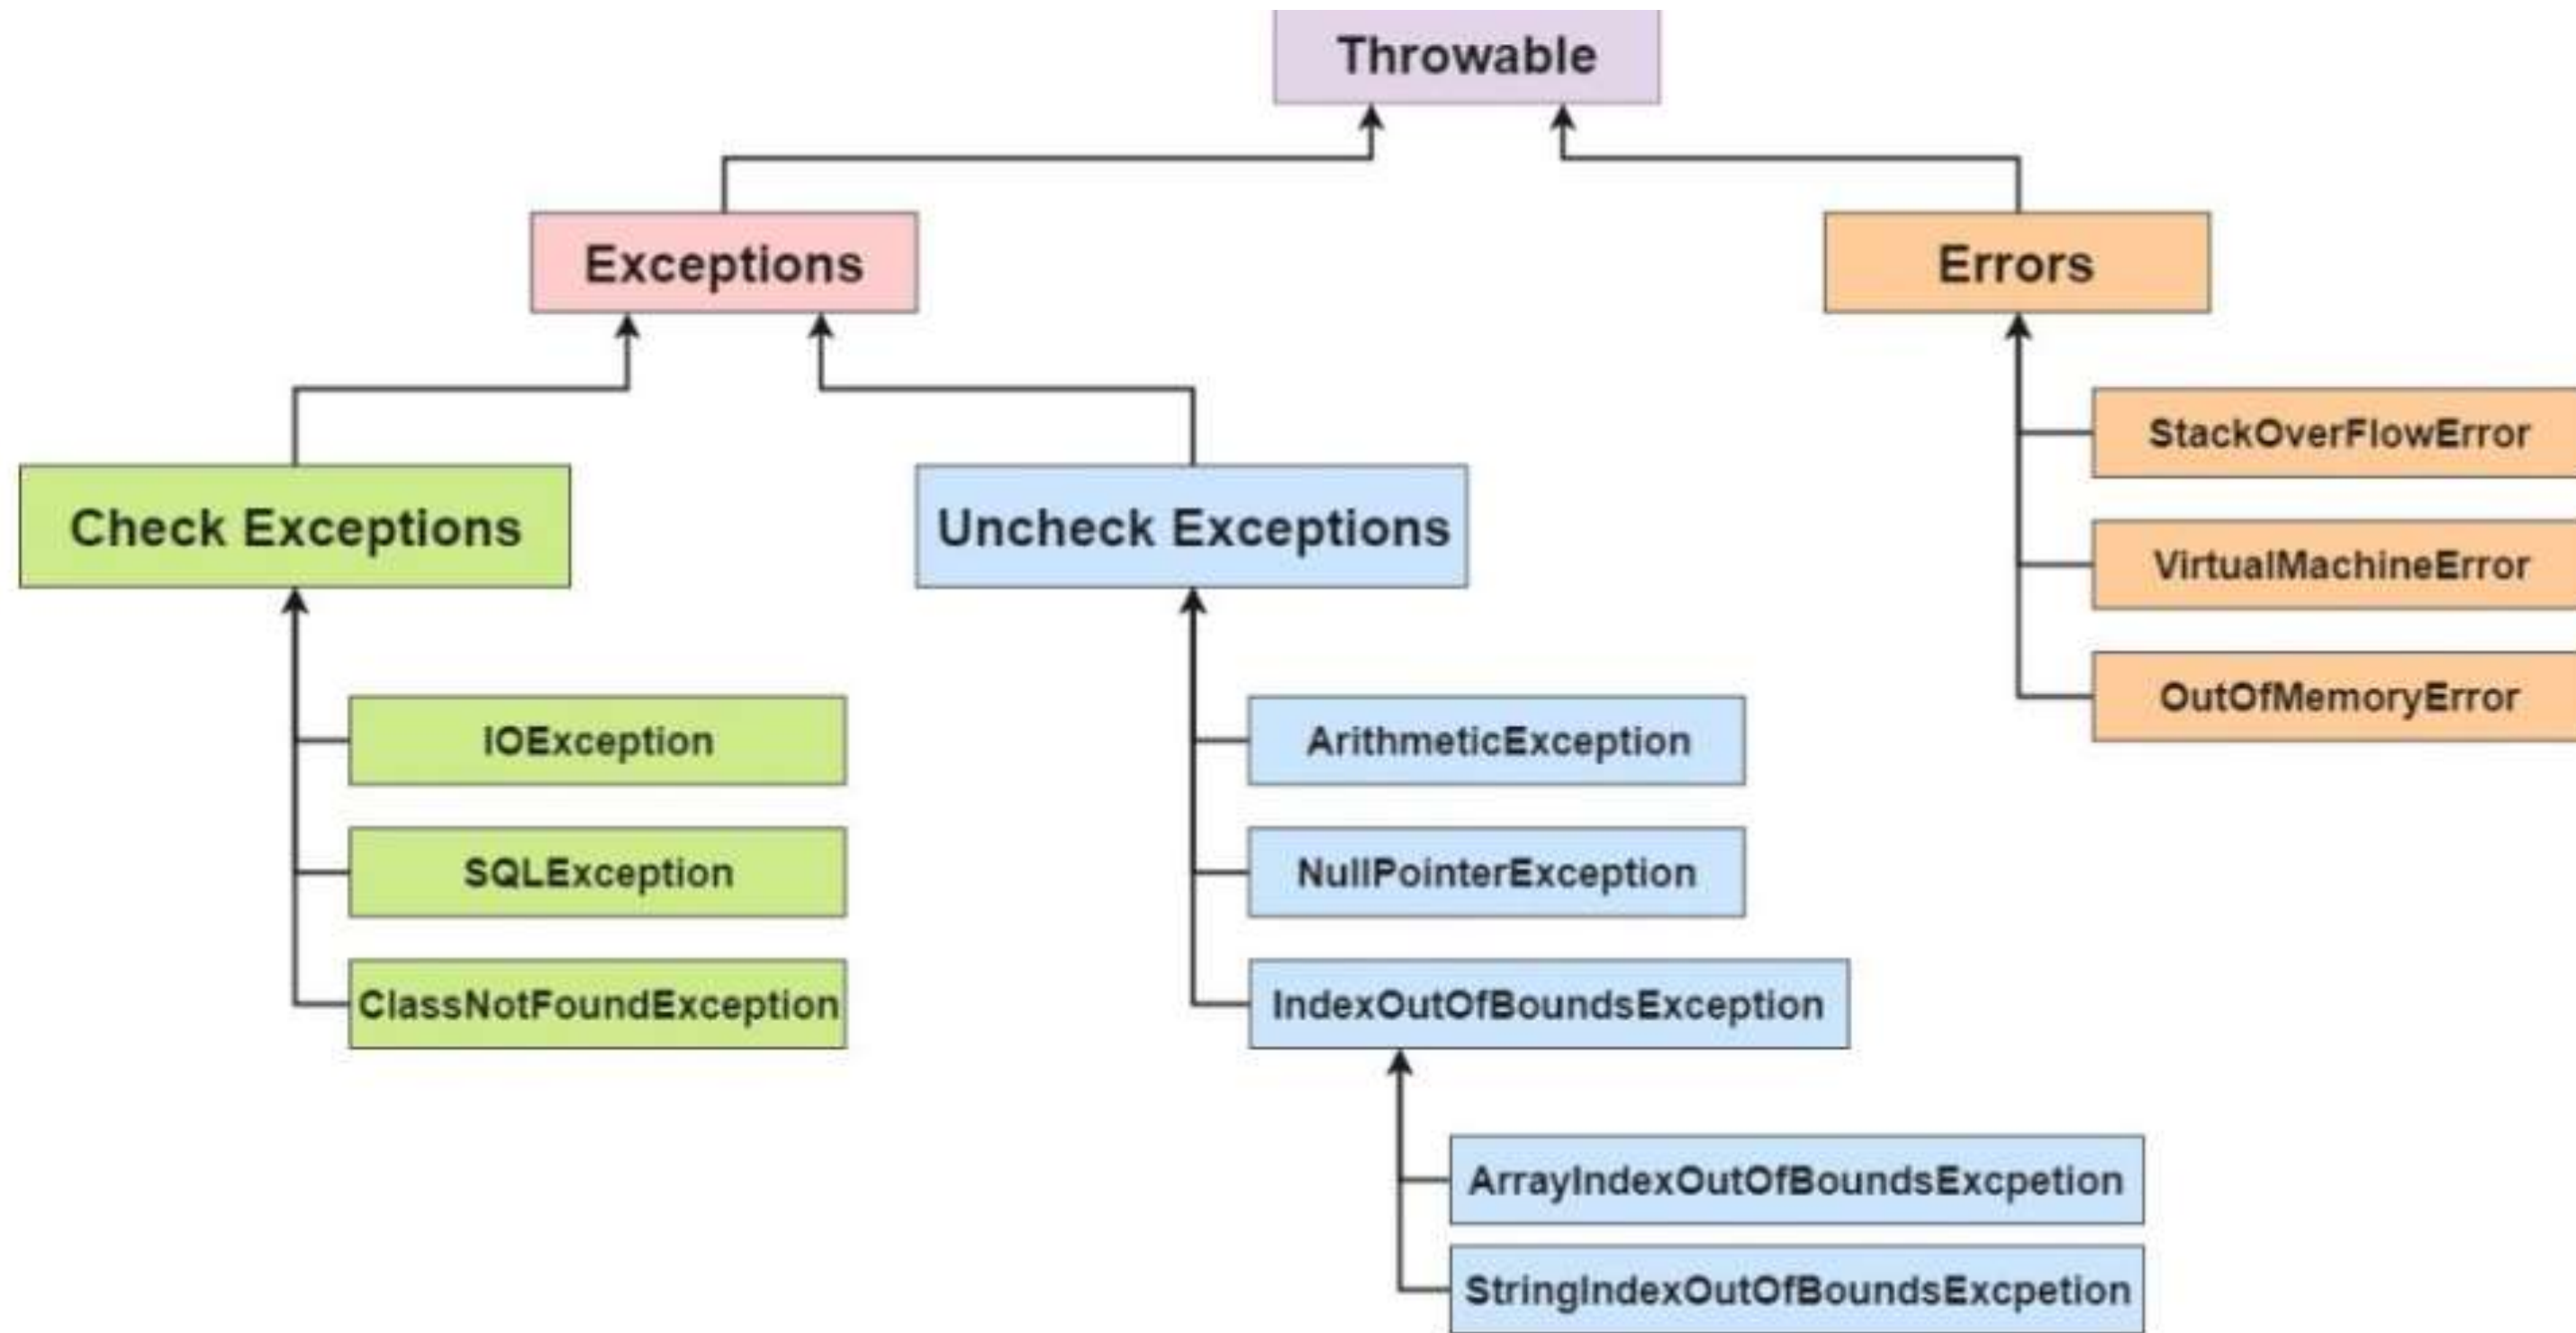 Throwable
Exceptions
Errors
Check Exceptions
Uncheck Exceptions
StackOverFlowError
VirtualMachineError
OutOfMemoryError
IOException
SQLException
ClassNotFoundException
ArithmeticException
NullPointerException
IndexOutOfBoundsException
ArrayIndexOutOfBoundsExcpetion
StringIndexOutOfBoundsExcpetion